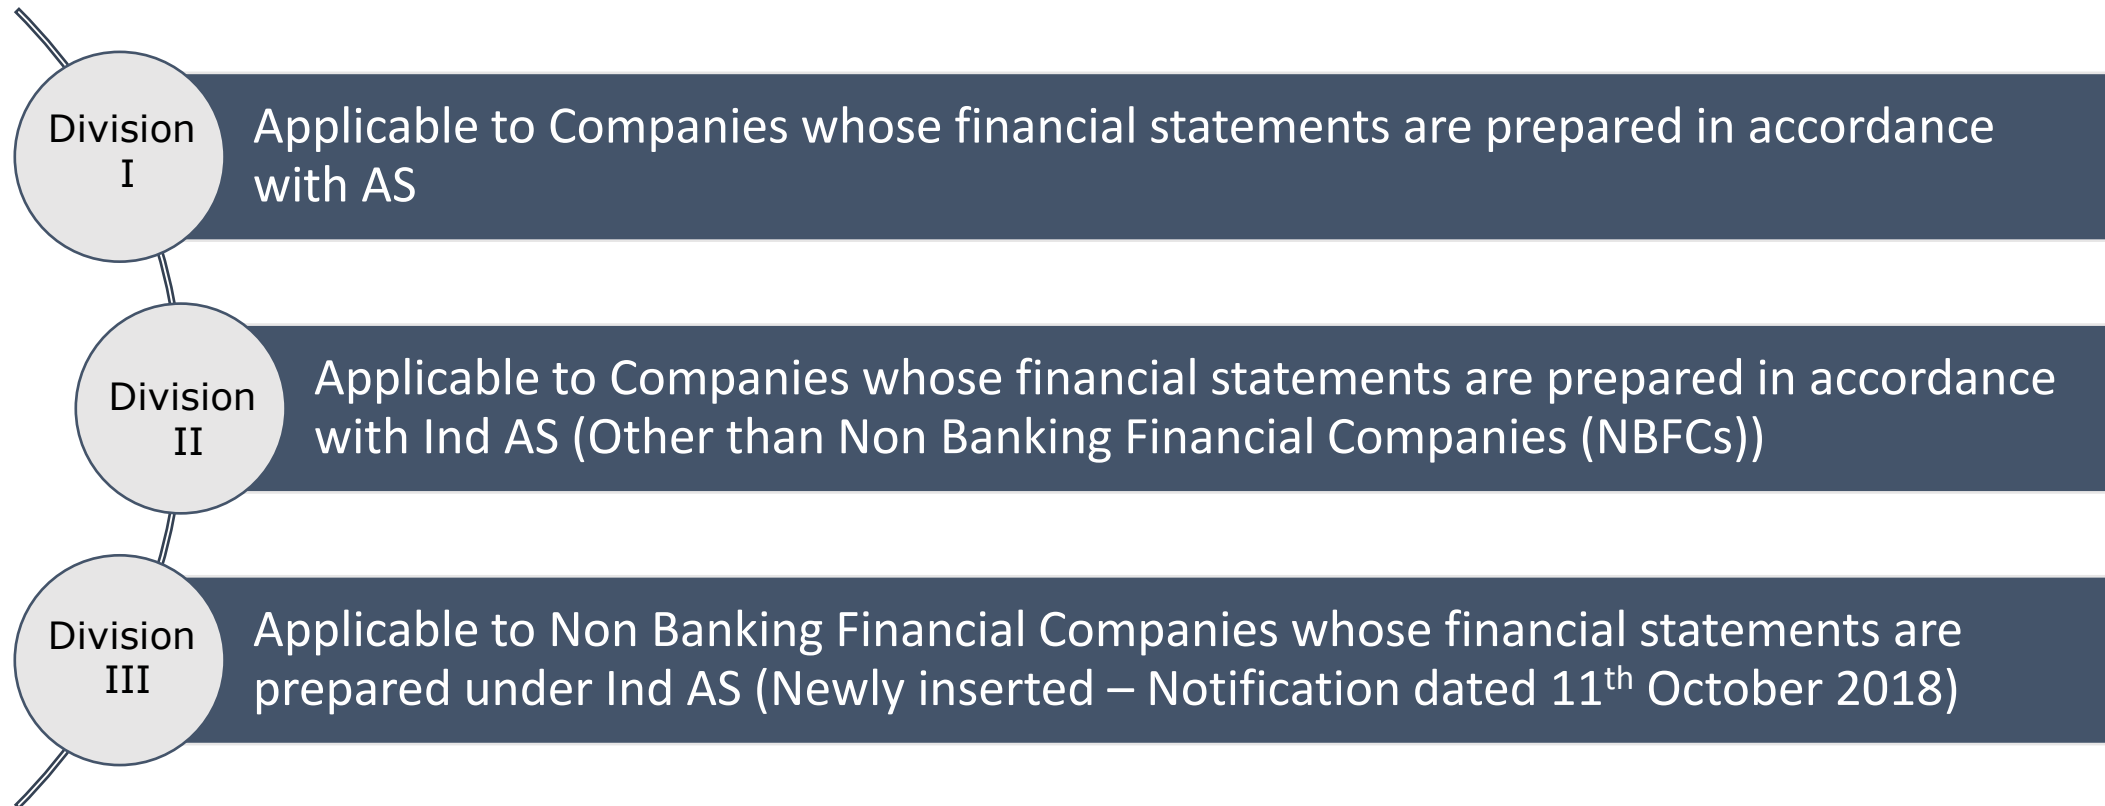 Division
I
Applicable to Companies whose financial statements are prepared in accordance
with AS
Division
II
Applicable to Companies whose financial statements are prepared in accordance
with Ind AS (Other than Non Banking Financial Companies (NBFCs))
Division
III
Applicable to Non Banking Financial Companies whose financial statements are
prepared under Ind AS (Newly inserted – Notification dated 11th October 2018)